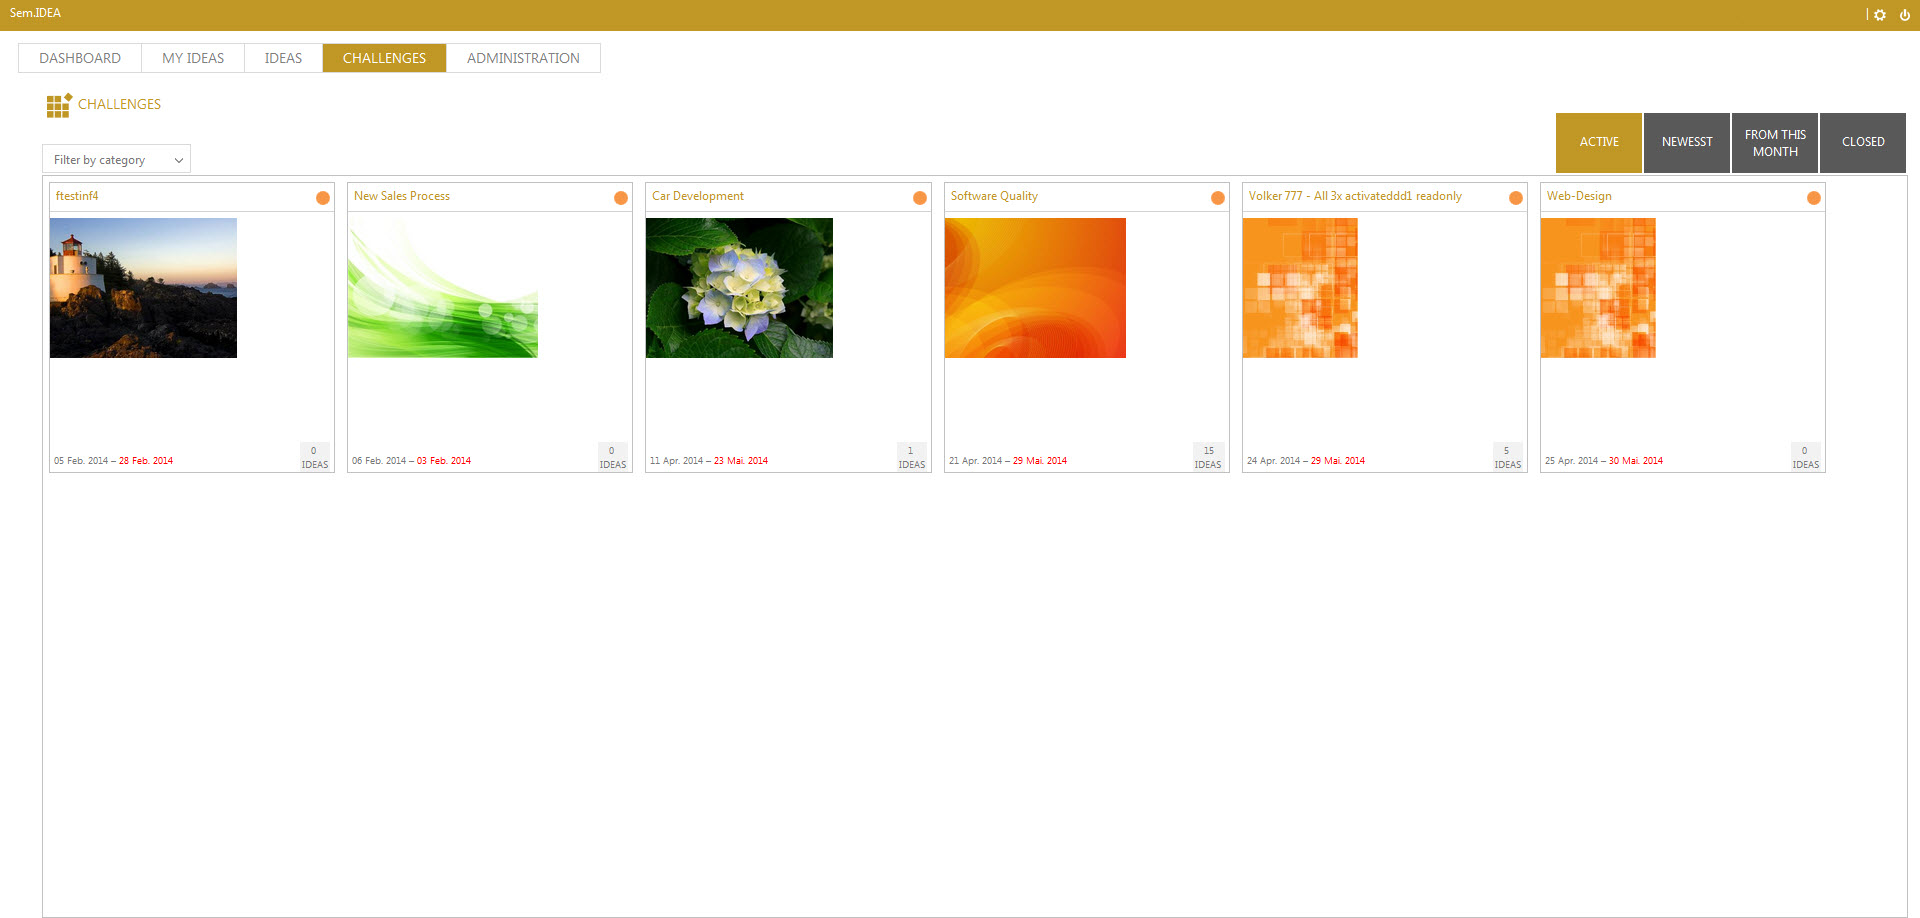 Sem.IDEA
DASHBOARD
MY IDEAS
IDEAS
CHALLENGES
ADMINISTRATION
CHALLENGES
Filter by category
ACTIVE
NEWESST
FROM THIS
MONTH
CLOSED
ftestinf4
05 Feb. 2014 – 28 Feb. 2014
0
IDEAS
New Sales Process
06 Feb. 2014 – 03 Feb. 2014
0
IDEAS
Car Development
11 Apr. 2014 – 23 Mai. 2014
1
IDEAS
Software Quality
21 Apr. 2014 – 29 Mai. 2014
15
IDEAS
Volker 777 - All 3x activateddd1 readonly
24 Apr. 2014 – 29 Mai. 2014
5
IDEAS
Web-Design
25 Apr. 2014 – 30 Mai. 2014
0
IDEAS